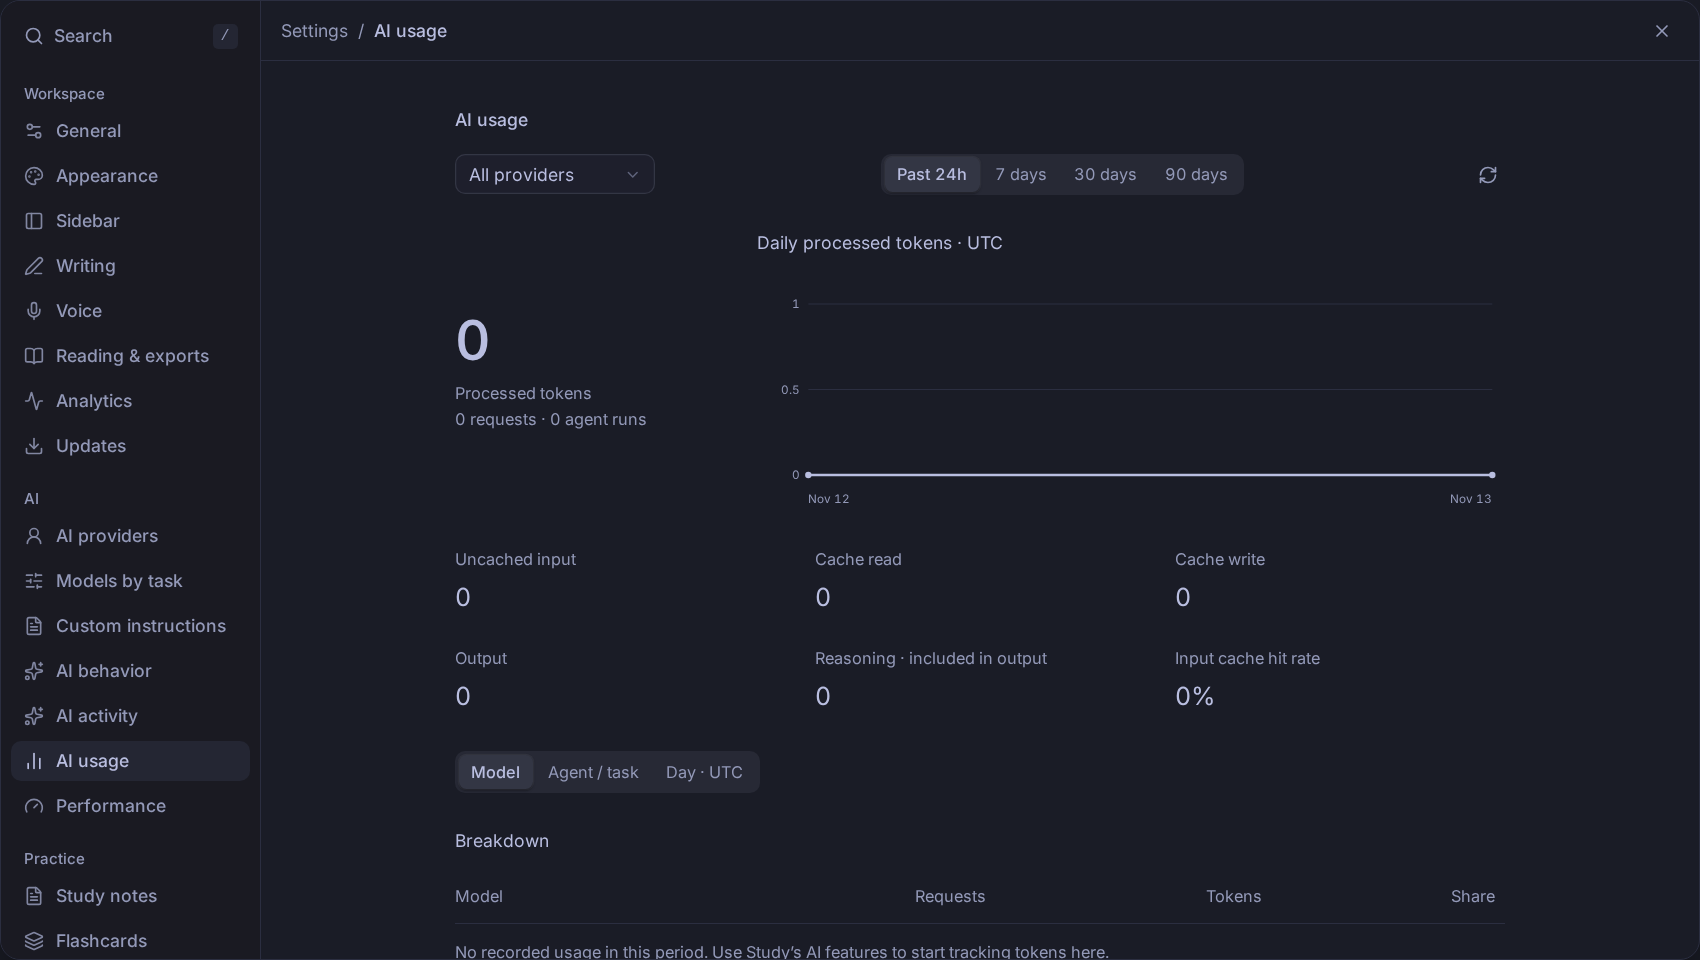 Search
/
Workspace
General
Appearance
Sidebar
Writing
Voice
Reading & exports
Analytics
Updates
AI
AI providers
Models by task
Custom instructions
AI behavior
AI activity
AI usage
Performance
Practice
Study notes
Flashcards
Settings / AI usage
AI usage
All providers
Past 24h 7 days 30 days 90 days
Daily processed tokens · UTC
0
Processed tokens
0 requests · 0 agent runs
1
0.5
0
Nov 12 Nov 13
Uncached input Cache read Cache write
0 0 0
Output Reasoning · included in output Input cache hit rate
0 0 0%
Model Agent / task Day · UTC
Breakdown
Model Requests Tokens Share
No recorded usage in this period. Use Study’s AI features to start tracking tokens here.